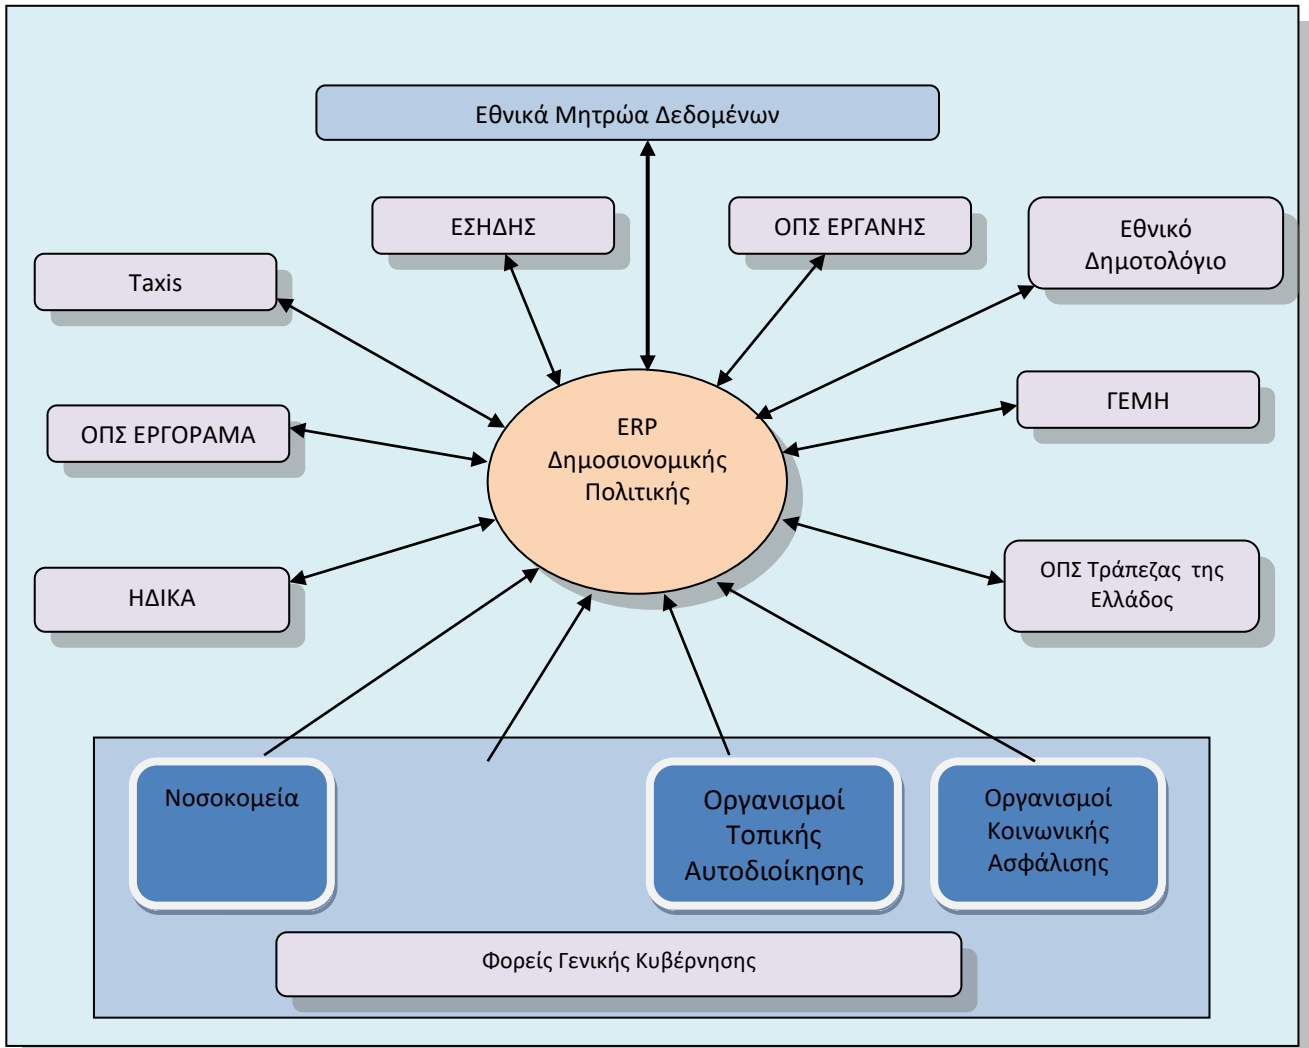 Εθνικά Μητρώα Δεδομένων
ΕΣΗΔΗΣ
ΟΠΣ ΕΡΓΑΝΗΣ
Εθνικό
Δημοτολόγιο
Taxis
ΓΕΜΗ
ΟΠΣ ΕΡΓΟΡΑΜΑ
ERP
Δημοσιονομικής
Πολιτικής
ΗΔΙΚΑ
ΟΠΣ Τράπεζας της
Ελλάδος
Νοσοκομεία
Οργανισμοί
Τοπικής
Αυτοδιοίκησης
Οργανισμοί
Κοινωνικής
Ασφάλισης
Φορείς Γενικής Κυβέρνησης